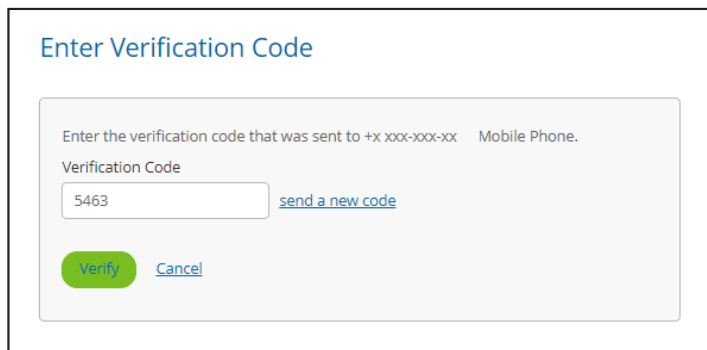 Enter Verification Code
Enter the verification code that was sent to +x xxx-xxx-xx Mobile Phone.
Verification Code
5463 send a new code
Verify Cancel